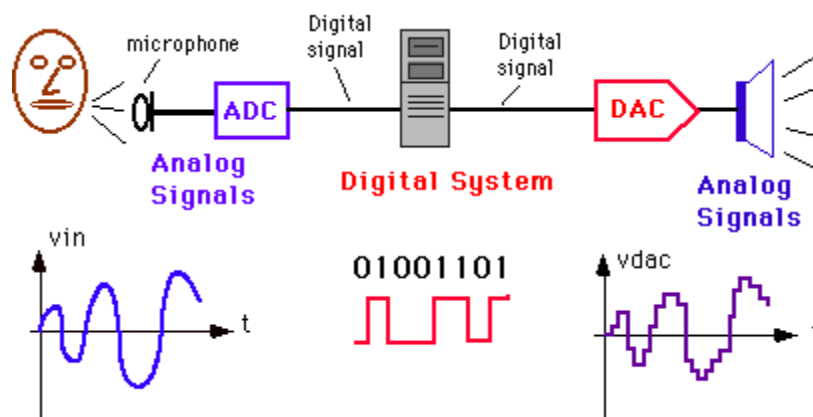 microphone
Digital
signal
Digital
signal
ADC
DAC
Analog
Signals
Digital System
Analog
Signals
vin
t
01001101
vdac